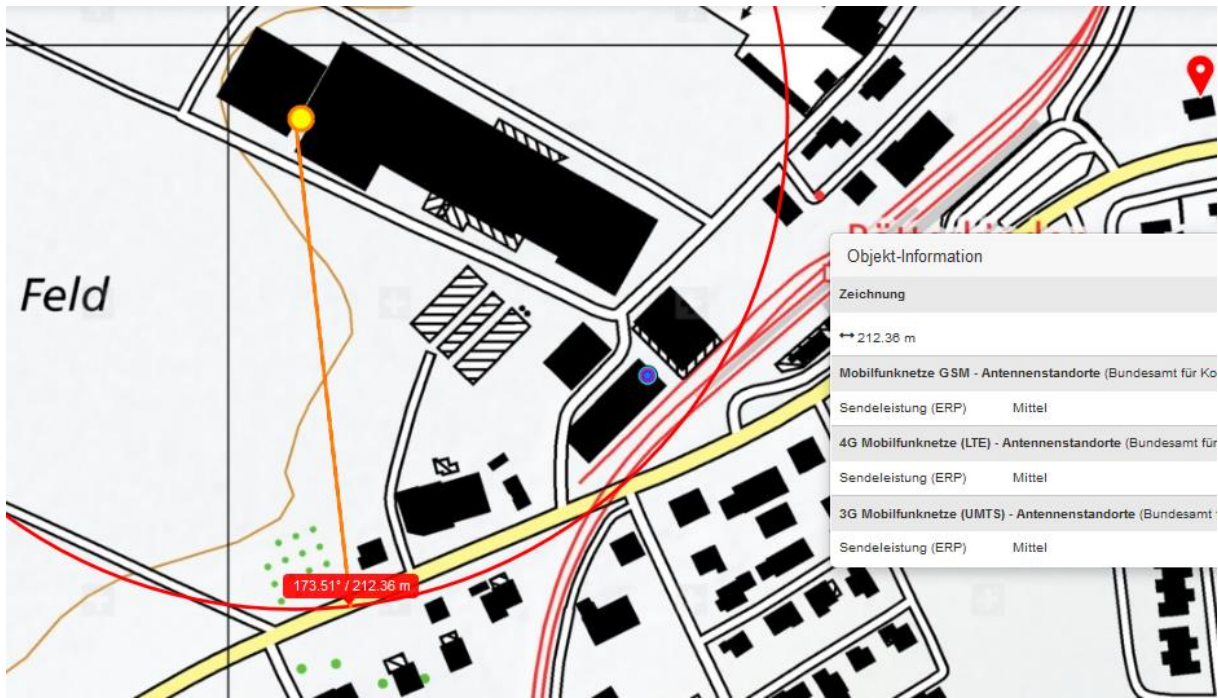 Feld
Objekt-Information
Zeichnung
↔ 212.36 m
Mobilfunknetze GSM - Antennenstandorte (Bundesamt für Ko
Sendeleistung (ERP) Mittel
4G Mobilfunknetze (LTE) - Antennenstandorte (Bundesamt für
Sendeleistung (ERP) Mittel
3G Mobilfunknetze (UMTS) - Antennenstandorte (Bundesamt
Sendeleistung (ERP) Mittel
173.51° / 212.36 m